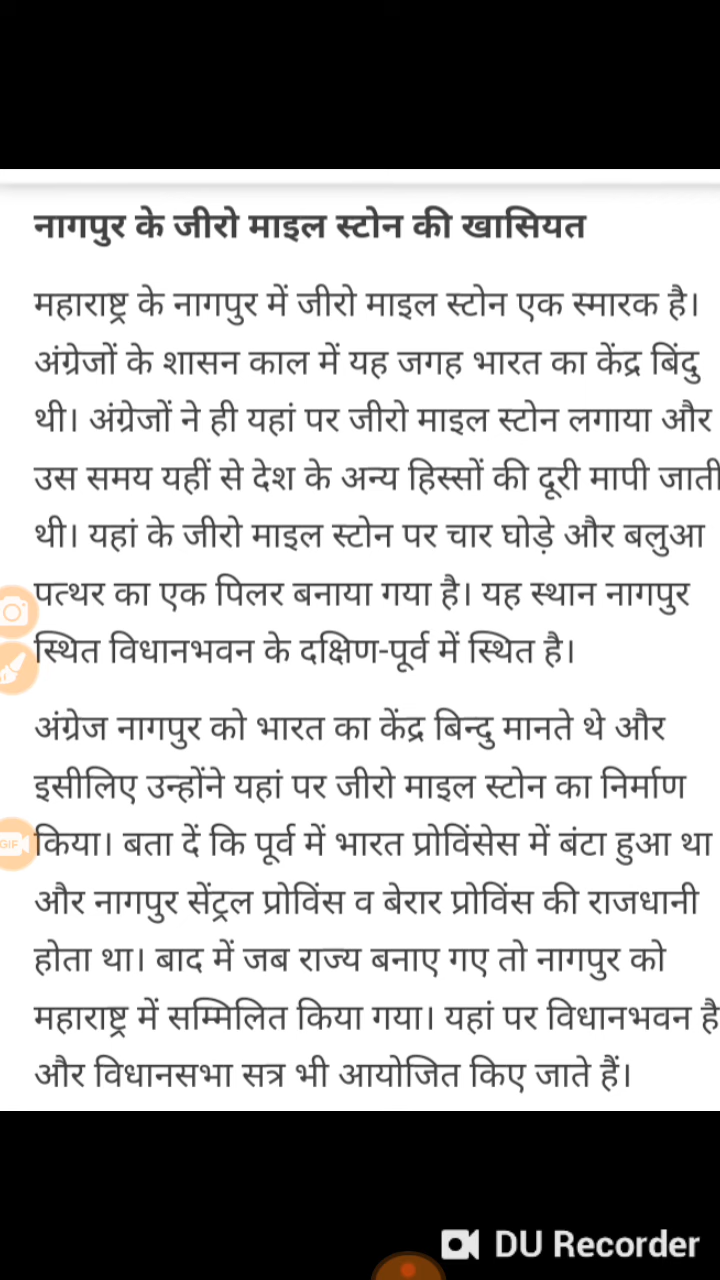 नागपुर के जीरो माइल स्टोन की खासियत
महाराष्ट्र के नागपुर में जीरो माइल स्टोन एक स्मारक है।
अंग्रेजों के शासन काल में यह जगह भारत का केंद्र बिंदु
थी। अंग्रेजों ने ही यहां पर जीरो माइल स्टोन लगाया और
उस समय यहीं से देश के अन्य हिस्सों की दूरी मापी जाती
थी। यहां के जीरो माइल स्टोन पर चार घोड़े और बलुआ
पत्थर का एक पिलर बनाया गया है। यह स्थान नागपुर
स्थित विधानभवन के दक्षिण-पूर्व में स्थित है।
अंग्रेज नागपुर को भारत का केंद्र बिन्दु मानते थे और
इसीलिए उन्होंने यहां पर जीरो माइल स्टोन का निर्माण
GIF
किया। बता दें कि पूर्व में भारत प्रोविंसेस में बंटा हुआ था
और नागपुर सेंट्रल प्रोविंस व बेरार प्रोविंस की राजधानी
होता था। बाद में जब राज्य बनाए गए तो नागपुर को
महाराष्ट्र में सम्मिलित किया गया। यहां पर विधानभवन है
और विधानसभा सत्र भी आयोजित किए जाते हैं।
DU Recorder